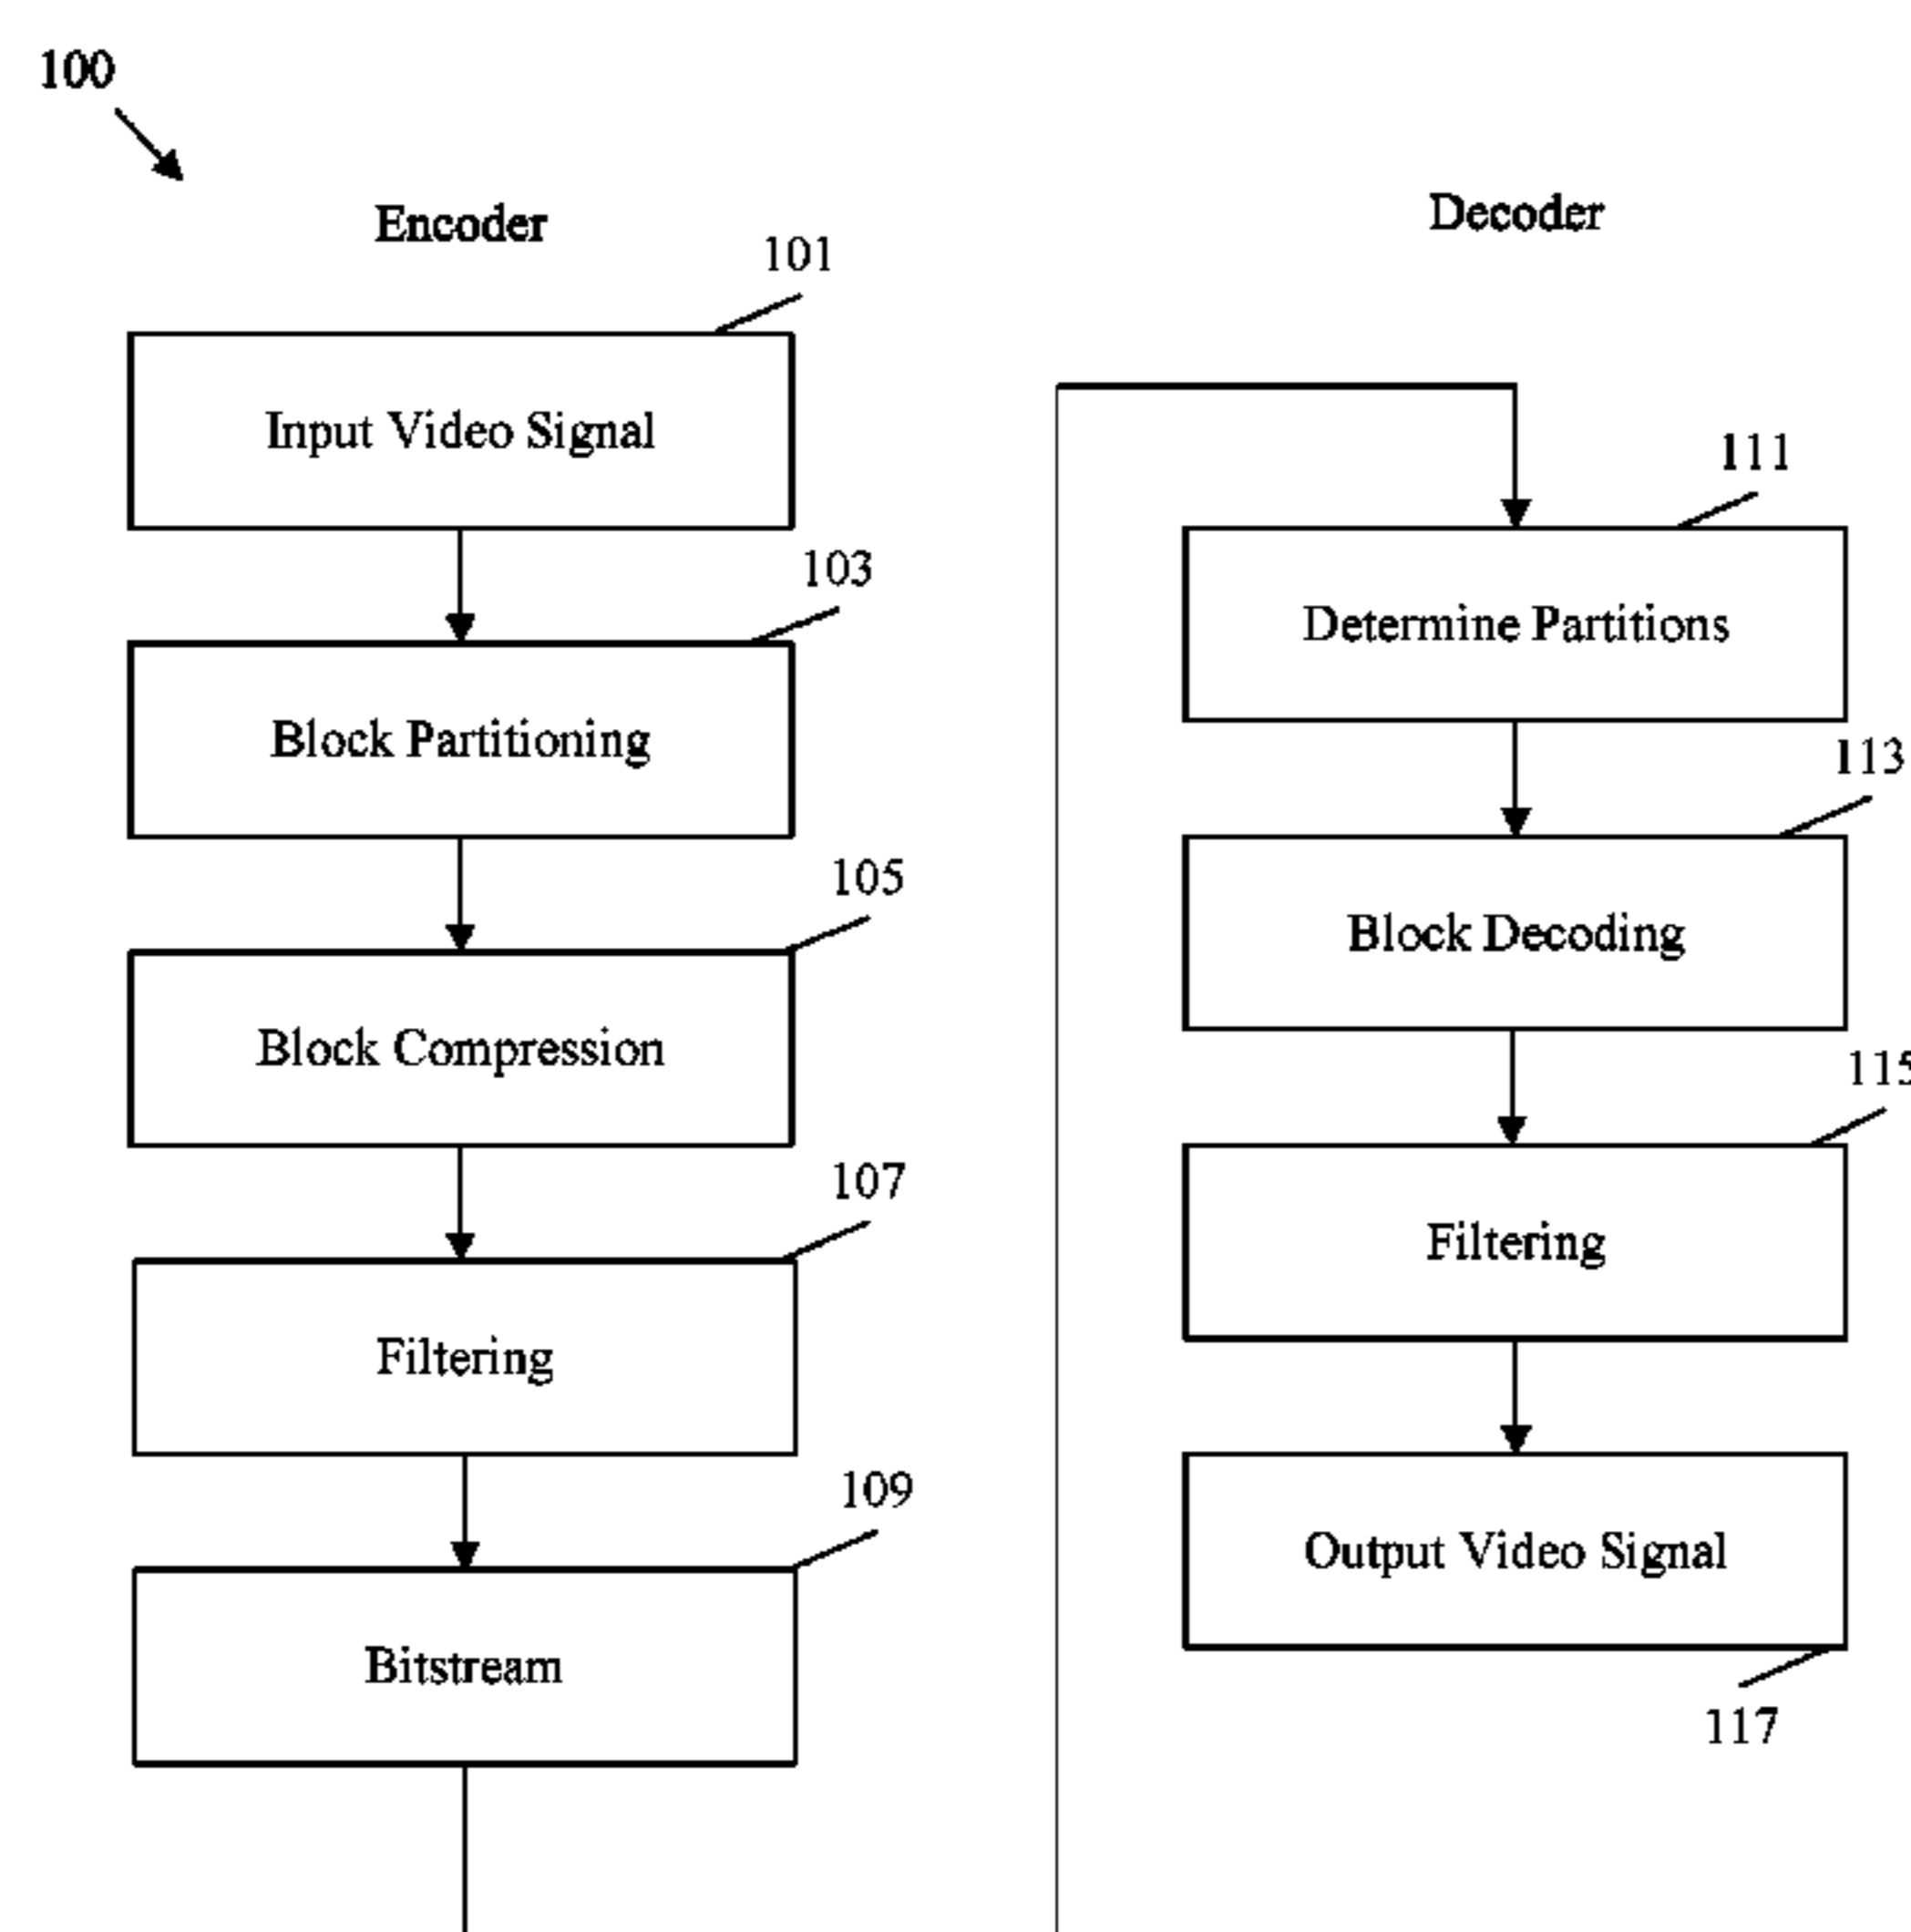 100
Encoder
101
Input Video Signal
103
Block Partitioning
105
Block Compression
107
Filtering
109
Bitstream
Decoder
111
Determine Partitions
113
Block Decoding
115
Filtering
Output Video Signal
117